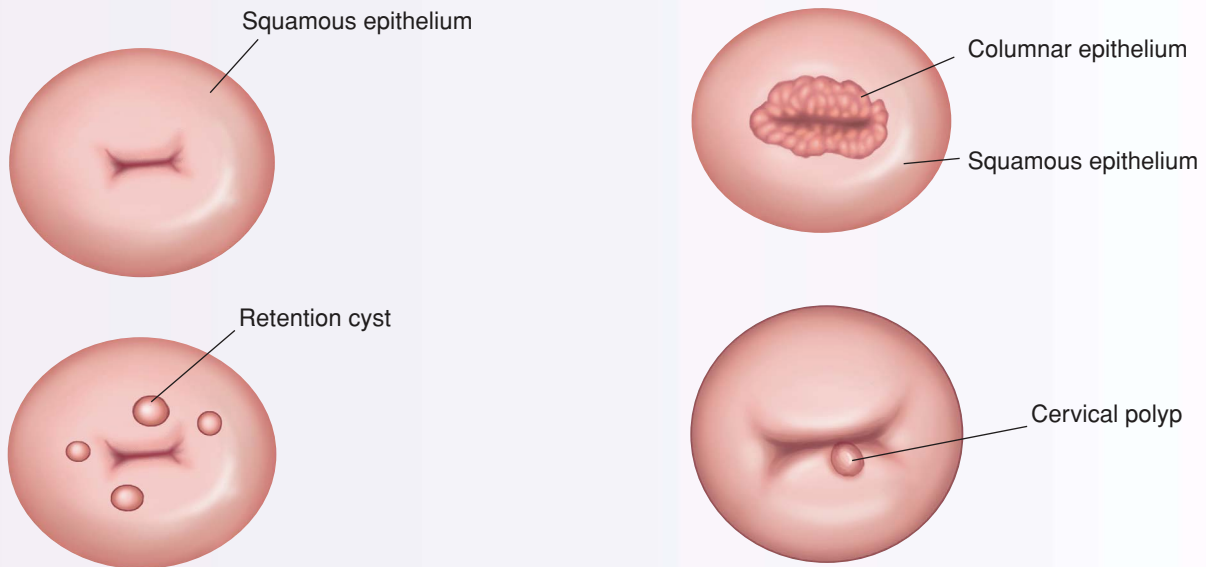 Squamous epithelium
Columnar epithelium
Squamous epithelium
Retention cyst
Cervical polyp